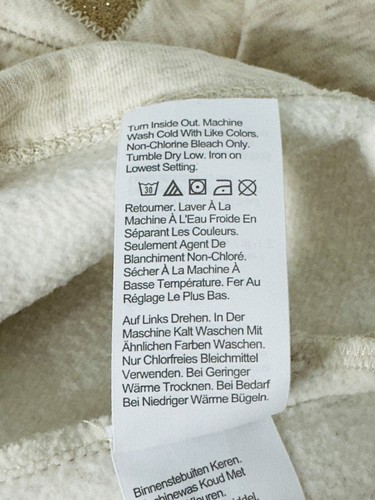 Turn Inside Out. Machine
Wash Cold With Like Colors.
Non-Chlorine Bleach Only.
Tumble Dry Low. Iron on
Lowest Setting.
30
Retourner. Laver À La
Machine À L'Eau Froide En
Séparant Les Couleurs.
Seulement Agent De
Blanchiment Non-Chloré.
Sécher À La Machine À
Basse Température. Fer Au
Réglage Le Plus Bas.
Auf Links Drehen. In Der
Maschine Kalt Waschen Mit
Ähnlichen Farben Waschen.
Nur Chlorfreies Bleichmittel
Verwenden. Bei Geringer
Wärme Trocknen. Bei Bedarf
Bei Niedriger Wärme Bügeln.
Binnenstebuiten Keren.
Koud Met